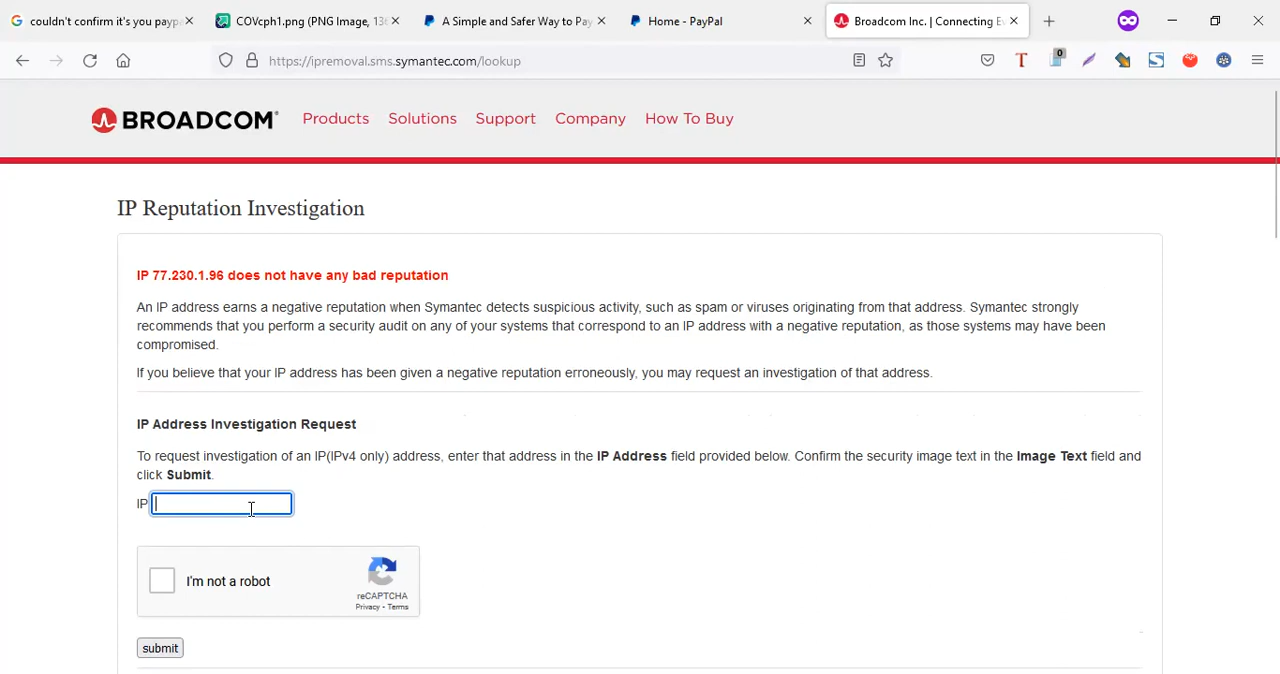 couldn't confirm it's you paype
COVcph1.png (PNG Image, 13
A Simple and Safer Way to Pay
Home - PayPal
Broadcom Inc. | Connecting Ev
https://ipremoval.sms.symantec.com/lookup
T
0
S
BROADCOM
Products Solutions Support Company How To Buy
IP Reputation Investigation
IP 77.230.1.96 does not have any bad reputation
An IP address earns a negative reputation when Symantec detects suspicious activity, such as spam or viruses originating from that address. Symantec strongly
recommends that you perform a security audit on any of your systems that correspond to an IP address with a negative reputation, as those systems may have been
compromised.
If you believe that your IP address has been given a negative reputation erroneously, you may request an investigation of that address.
IP Address Investigation Request
To request investigation of an IP(IPv4 only) address, enter that address in the IP Address field provided below. Confirm the security image text in the Image Text field and
click Submit.
IP
I'm not a robot
reCAPTCHA
Privacy - Terms
submit